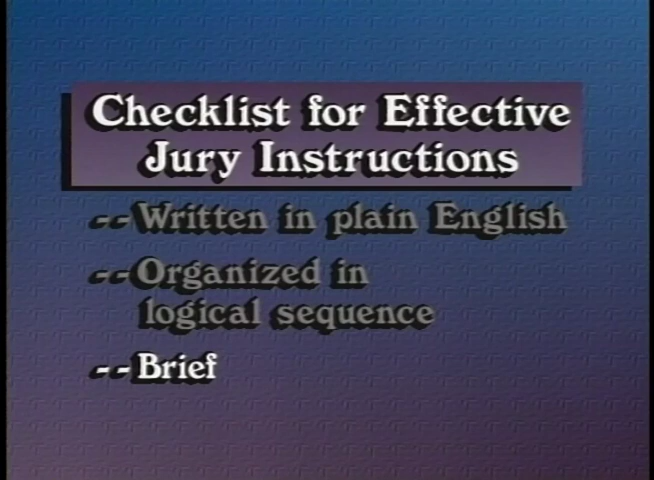 Checklist for Effective
Jury Instructions
--Written in plain English
--Organized in
logical sequence
--Brief